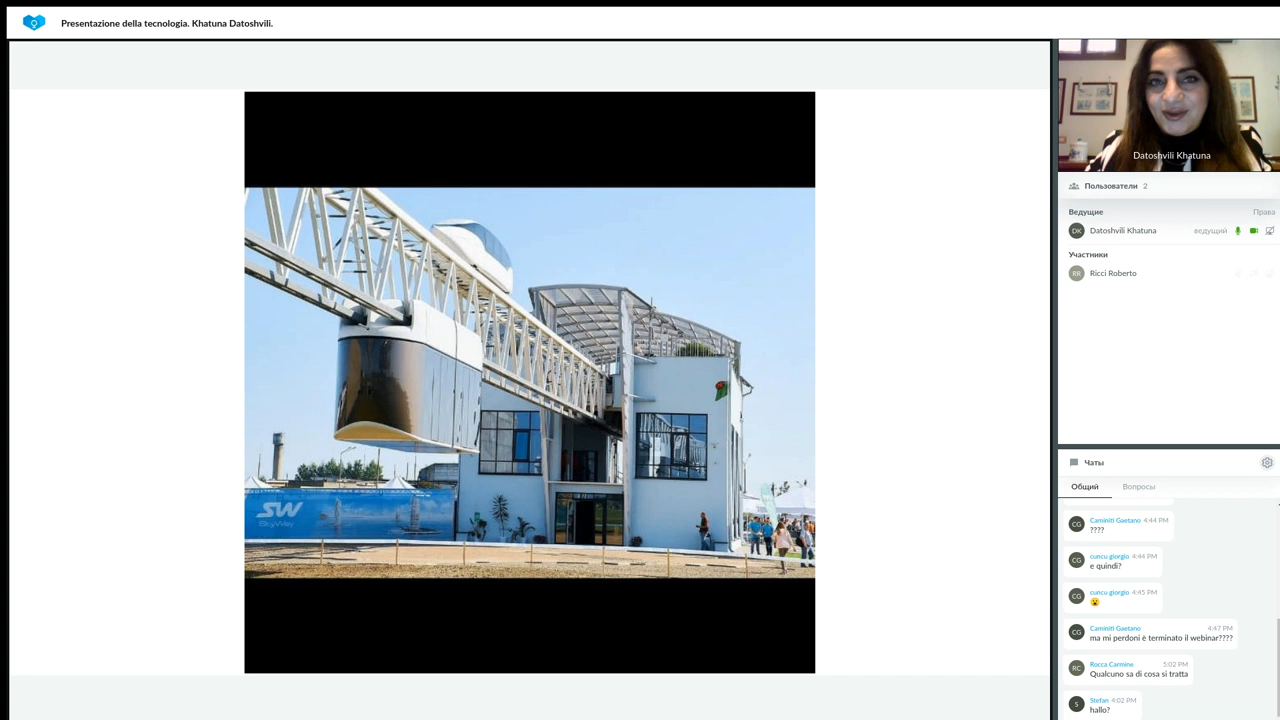 Presentazione della tecnologia. Khatuna Datoshvili.
SW
SkyWay
Datoshvili Khatuna
Пользователи 2
Ведущие Права
DK Datoshvili Khatuna ведущий
Участники
RR Ricci Roberto
Чаты
Общий Вопросы
CG Caminiti Gaetano 4:44 PM
????
CG cuncu giorgio 4:44 PM
e quindi?
CG cuncu giorgio 4:45 PM
😮
CG Caminiti Gaetano 4:47 PM
ma mi perdoni è terminato il webinar????
RC Rocca Carmine 5:02 PM
Qualcuno sa di cosa si tratta
S Stefan 4:02 PM
hallo?